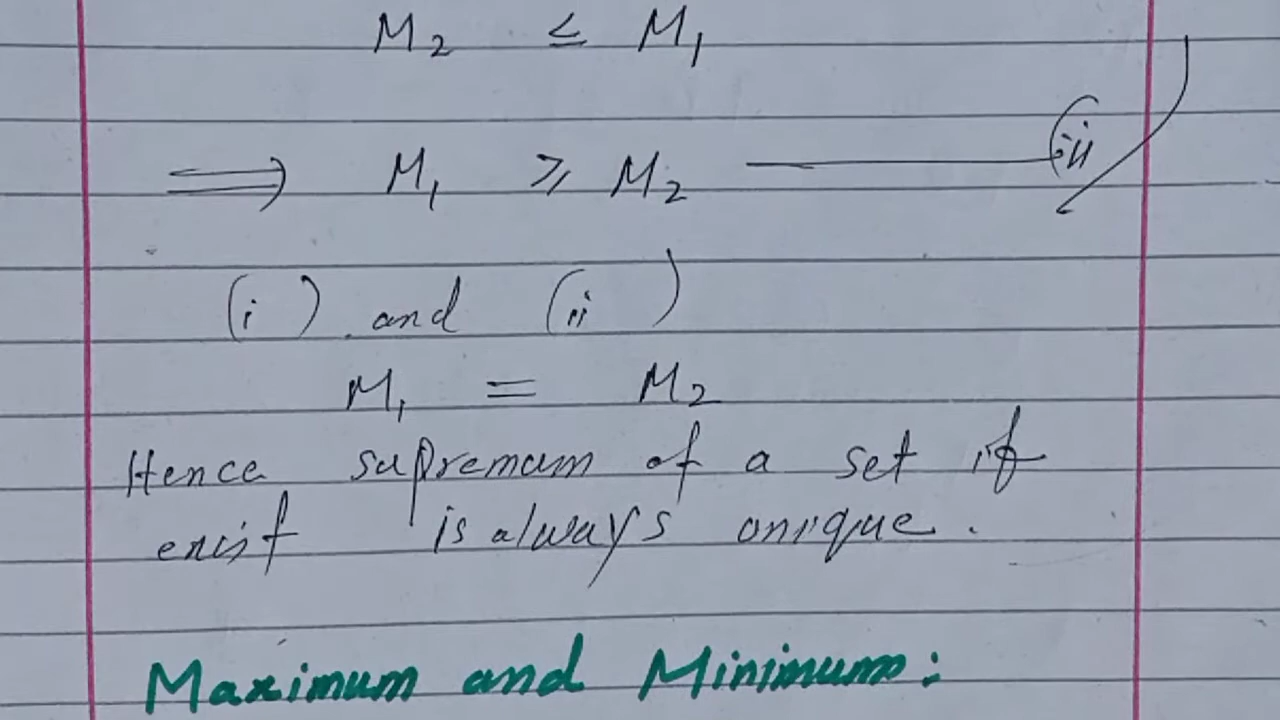 M₂ ≤ M₁
⟹ M₁ ≥ M₂ —— (ii
(i) and (ii)
M₁ = M₂
Hence supremum of a set if
exist is always unique.
Maximum and Minimum: